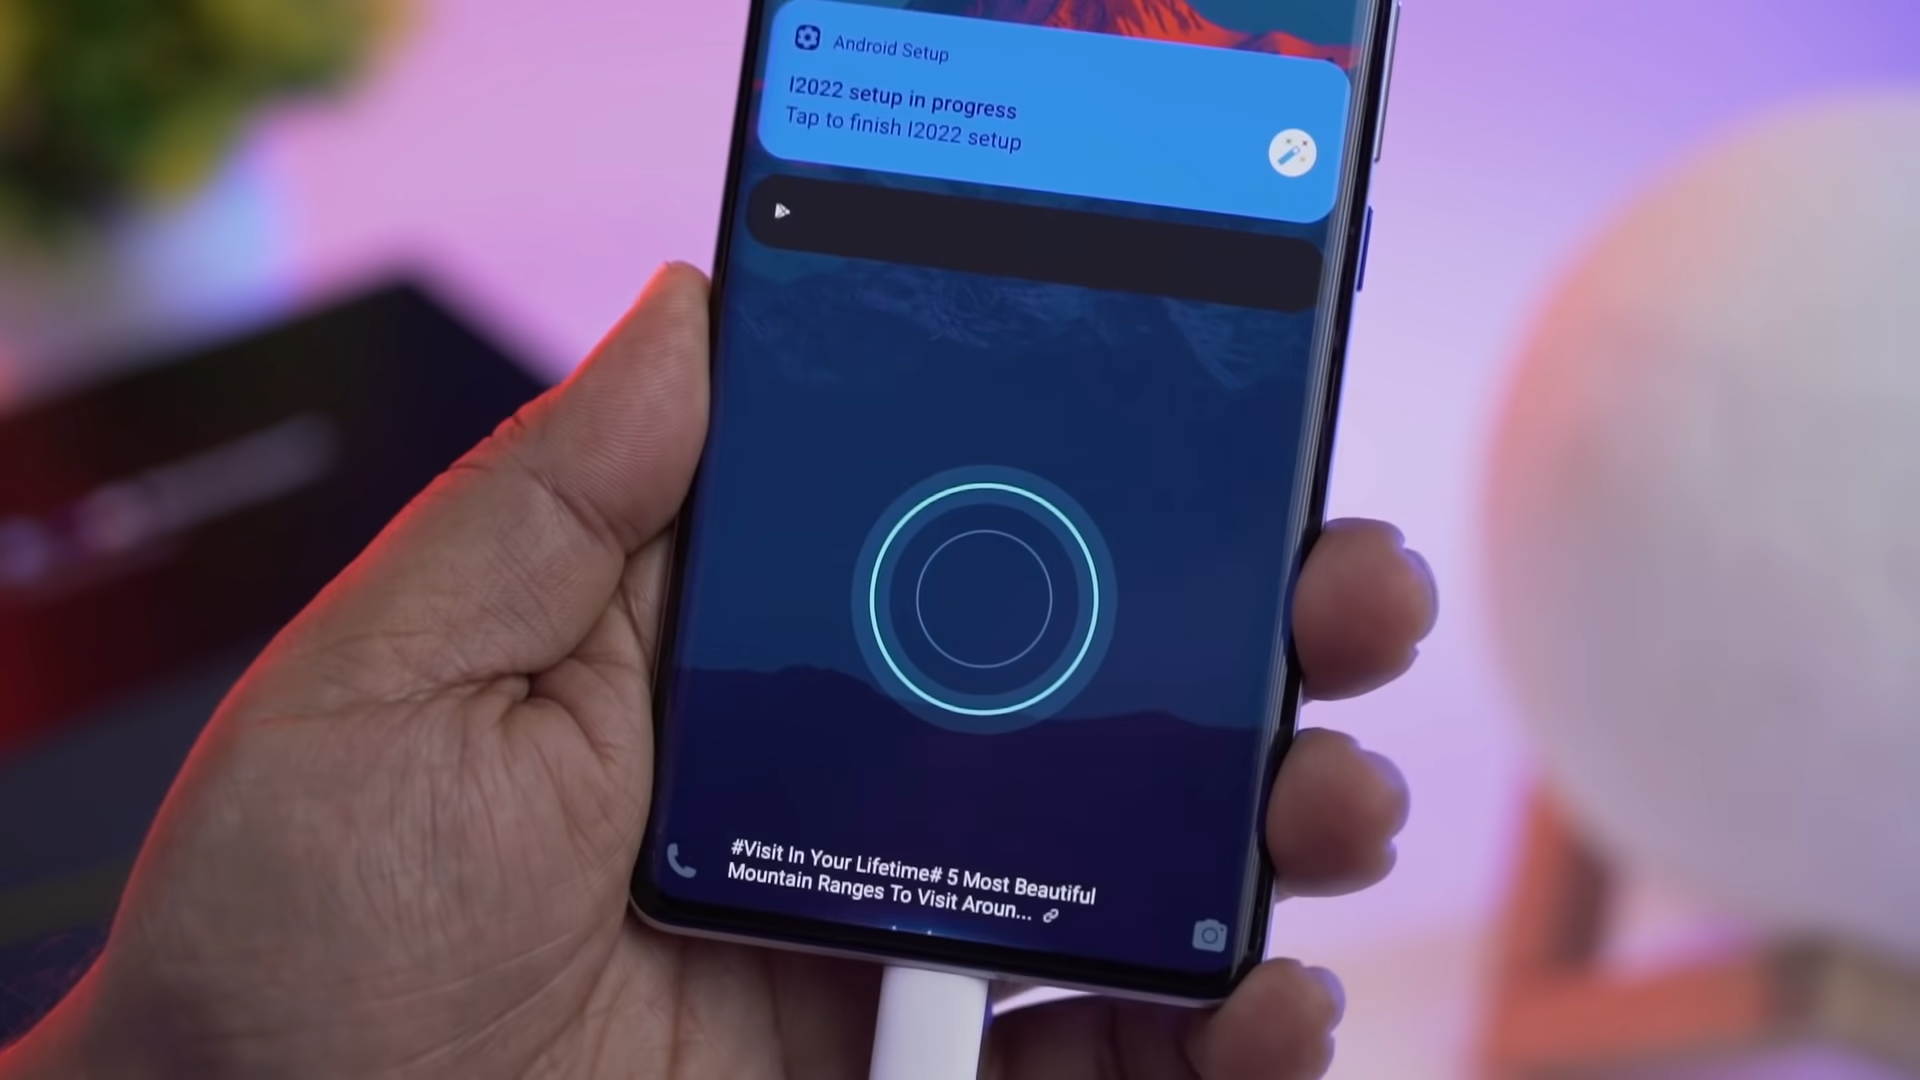 Android Setup
I2022 setup in progress
Tap to finish I2022 setup
#Visit In Your Lifetime# 5 Most Beautiful
Mountain Ranges To Visit Aroun...